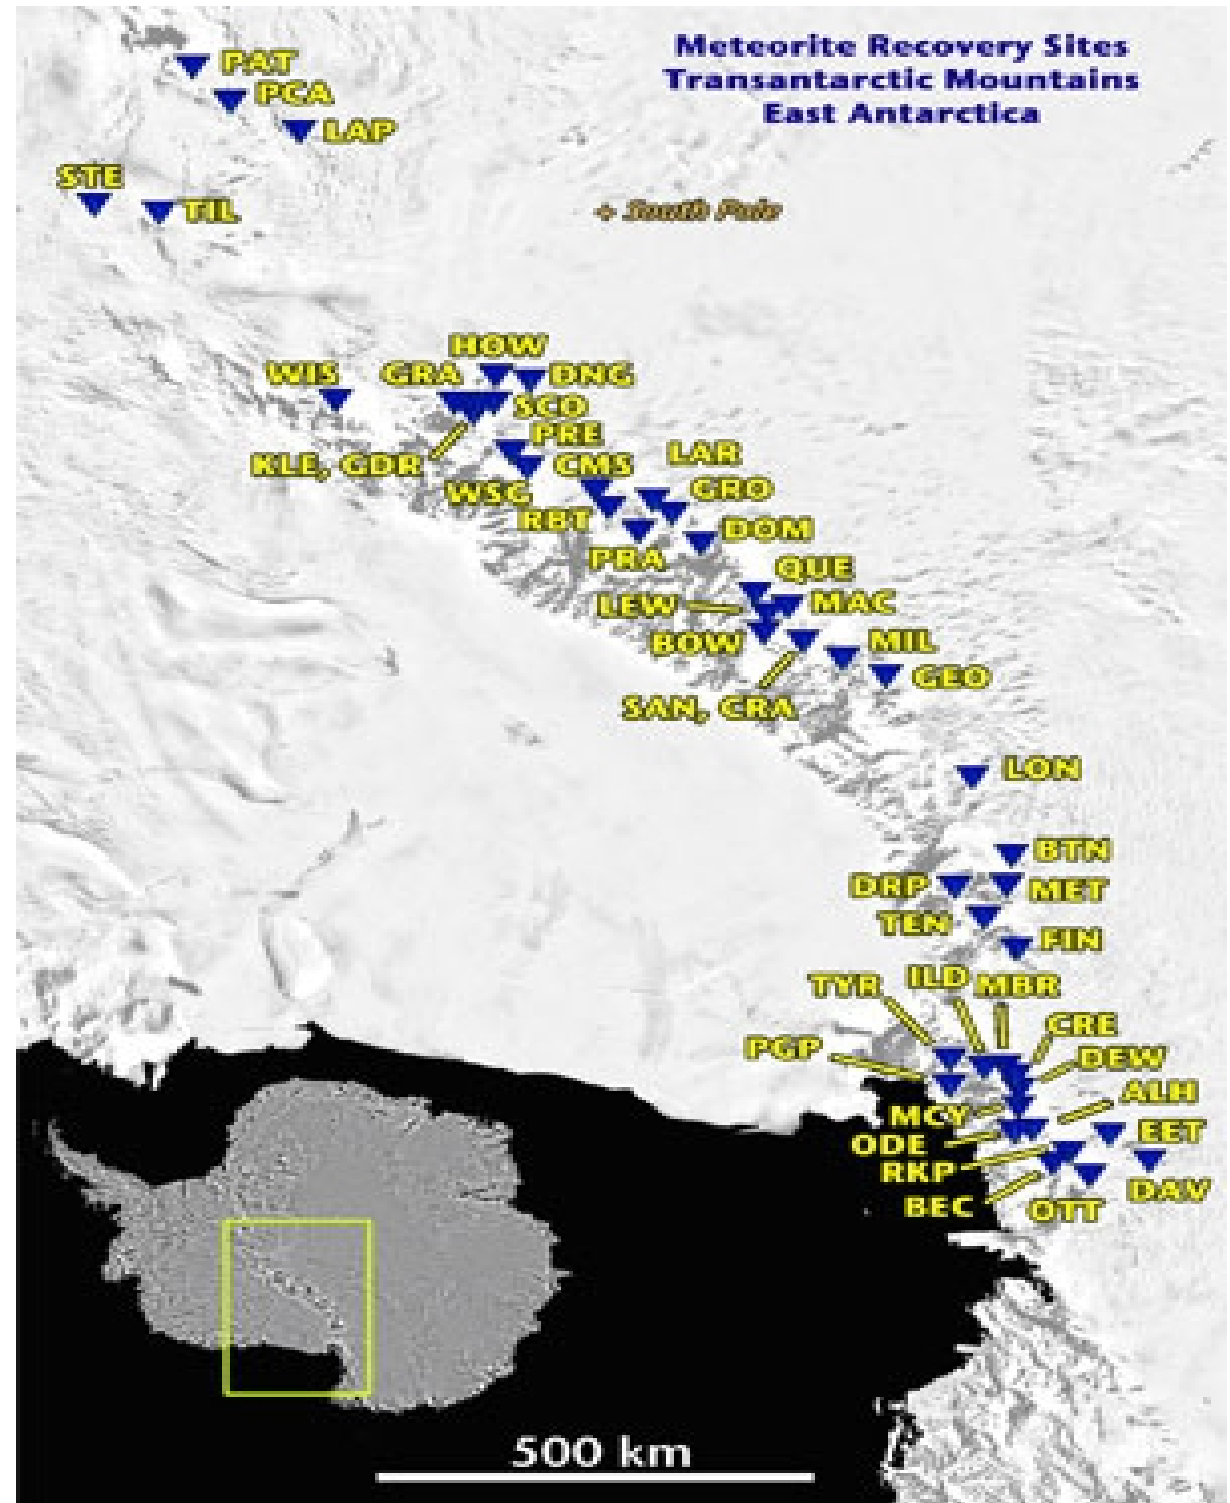 Meteorite Recovery Sites
Transantarctic Mountains
East Antarctica
PAT
PCA
LAP
STE
TIL
+ South Pole
HOW
WIS
GRA
DNG
SCO
PRE
KLE, GDR
CMS
LAR
WSG
GRO
RBT
DOM
PRA
QUE
LEW
MAC
BOW
MIL
GEO
SAN, CRA
LON
BTN
DRP
MET
TEN
FIN
TYR
ILD
MBR
CRE
PGP
DEW
ALH
MCY
EET
ODE
RKP
DAV
BEC
OTT
500 km